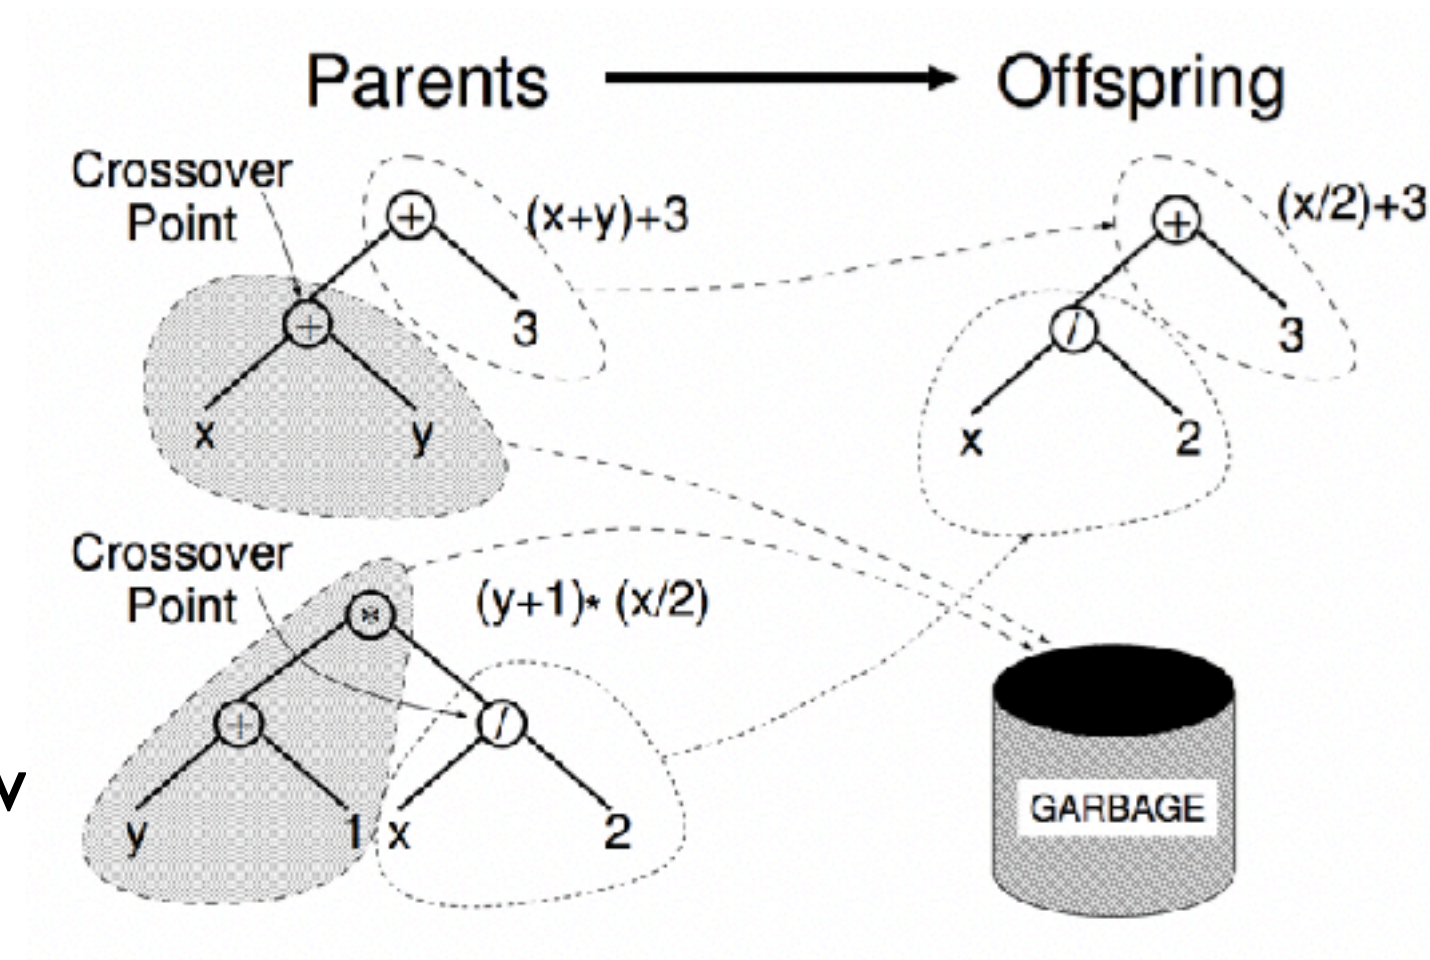 Parents
Offspring
Crossover
Point
+
(x+y)+3
+
3
x
y
+
(x/2)+3
/
3
x
2
Crossover
Point
*
(y+1)* (x/2)
+
/
y
1
x
2
v
GARBAGE